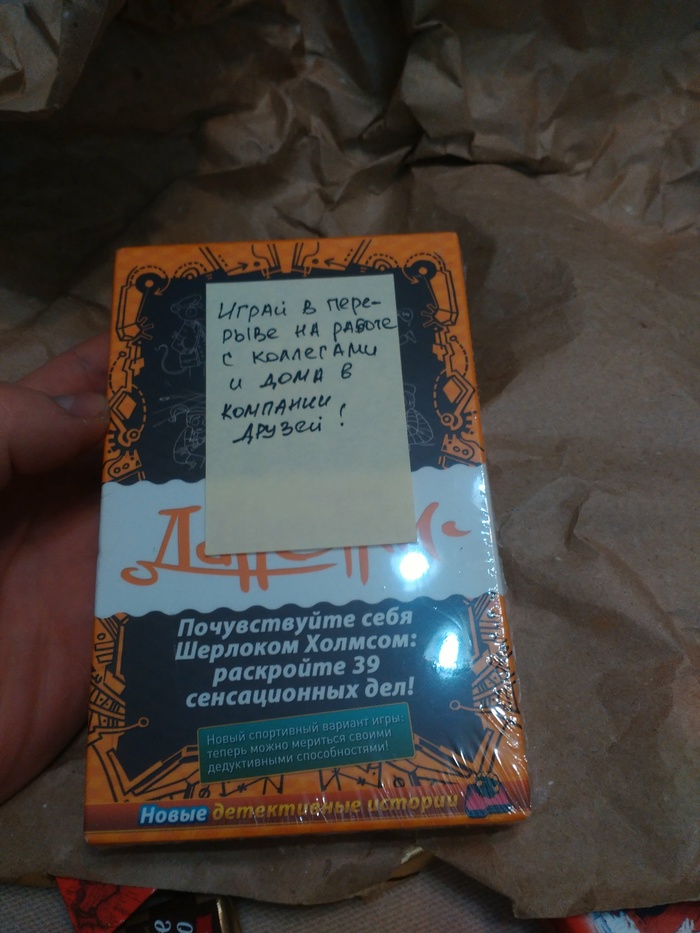 ИГРАЙ В ПЕРЕ-
РЫВЕ НА РАБОТЕ
С КОЛЛЕГАМИ
И ДОМА В
КОМПАНИИ
ДРУЗЕЙ!
Почувствуйте себя
Шерлоком Холмсом:
раскройте 39
сенсационных дел!
Новый спортивный вариант игры:
теперь можно мериться своими
дедуктивными способностями!
Новые детективные истории